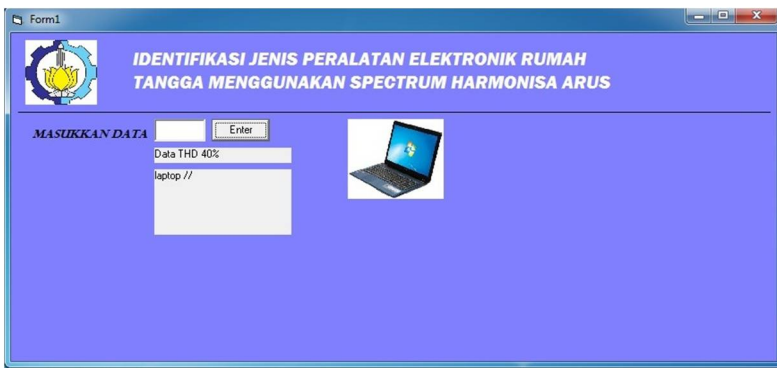 Form1
IDENTIFIKASI JENIS PERALATAN ELEKTRONIK RUMAH
TANGGA MENGGUNAKAN SPECTRUM HARMONISA ARUS
MASUKKAN DATA Enter
Data THD 40%
laptop //